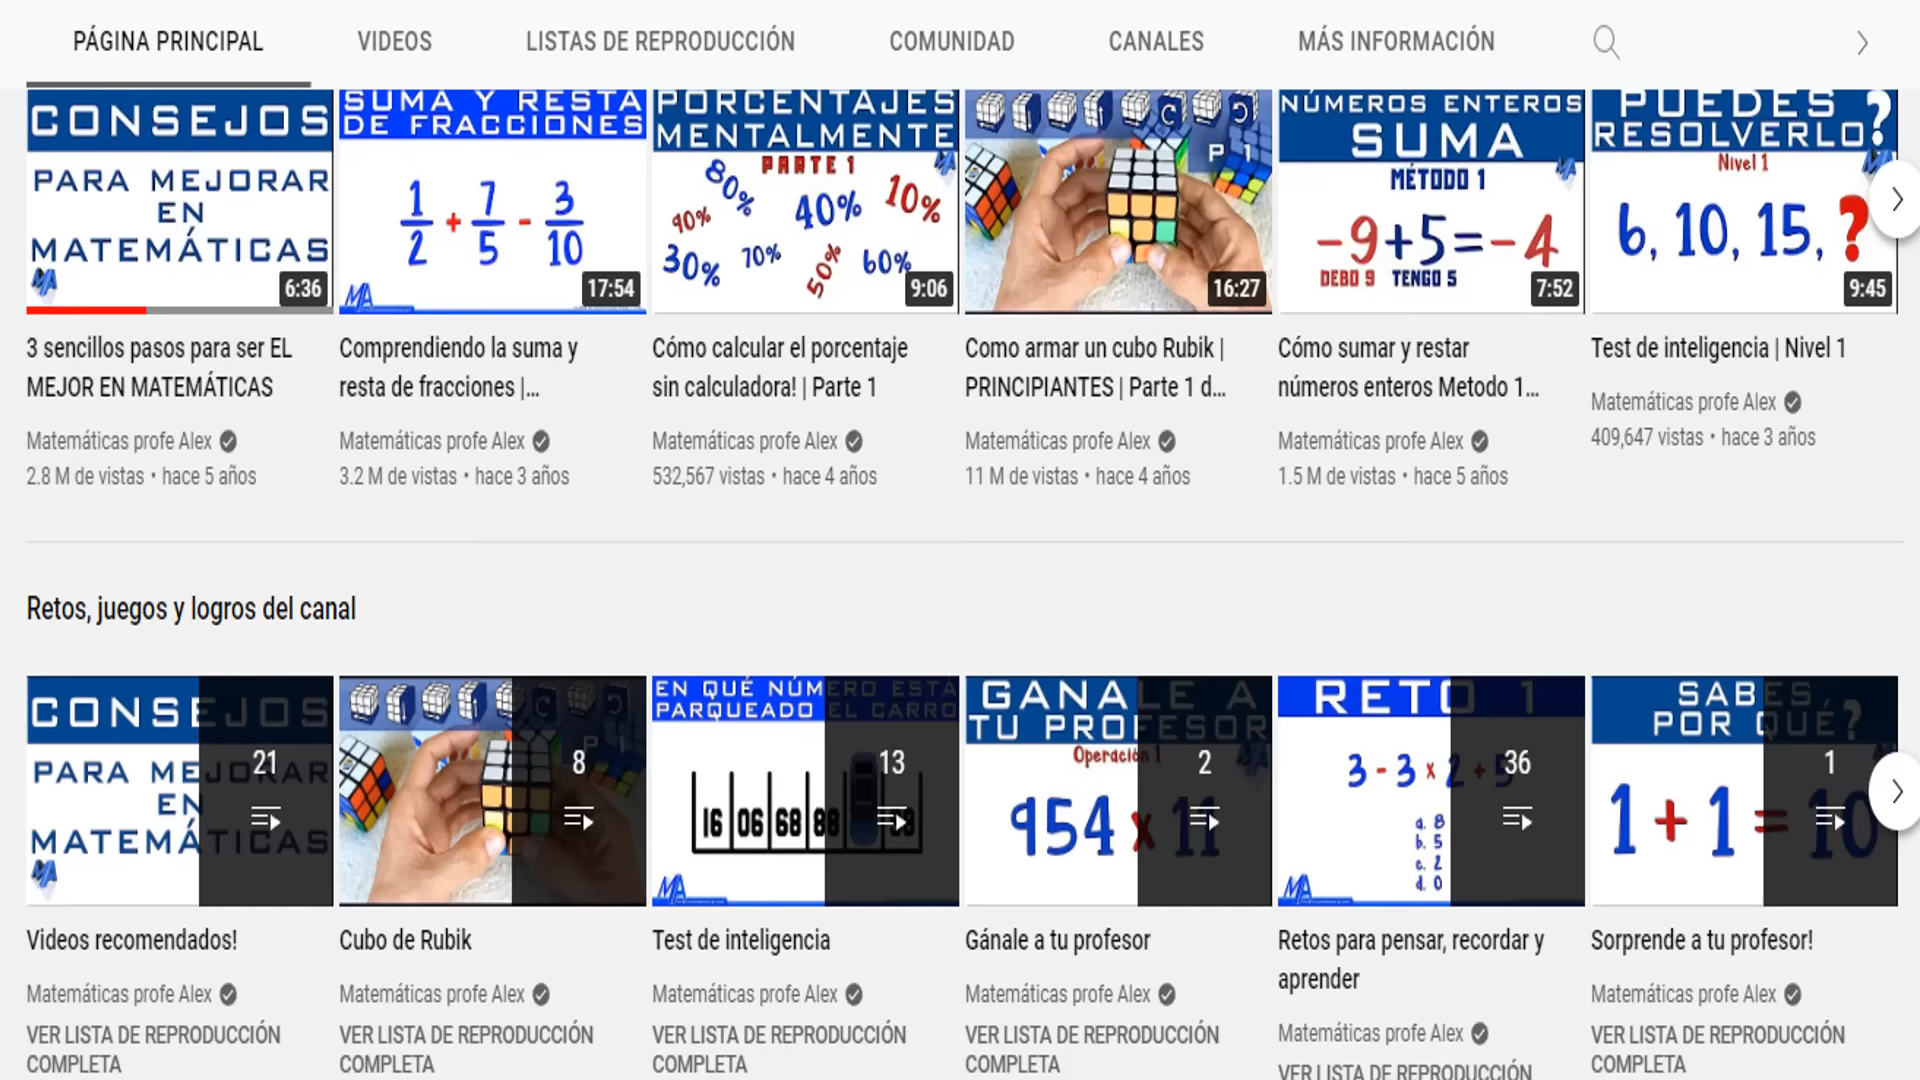 PÁGINA PRINCIPAL VIDEOS LISTAS DE REPRODUCCIÓN COMUNIDAD CANALES MÁS INFORMACIÓN
CONSEJOS
PARA MEJORAR
EN
MATEMÁTICAS
6:36
SUMA Y RESTA
DE FRACCIONES
1/2 + 7/5 - 3/10
MA
17:54
PORCENTAJES
MENTALMENTE
PARTE 1
80%
90% 40% 10%
30% 70% 50% 60%
9:06
P 1
16:27
NÚMEROS ENTEROS
SUMA
MÉTODO 1
-9+5=-4
DEBO 9 TENGO 5
7:52
PUEDES
RESOLVERLO?
Nivel 1
6, 10, 15, ?
9:45
3 sencillos pasos para ser EL
MEJOR EN MATEMÁTICAS
Matemáticas profe Alex
2.8 M de vistas • hace 5 años
Comprendiendo la suma y
resta de fracciones |...
Matemáticas profe Alex
3.2 M de vistas • hace 3 años
Cómo calcular el porcentaje
sin calculadora! | Parte 1
Matemáticas profe Alex
532,567 vistas • hace 4 años
Como armar un cubo Rubik |
PRINCIPIANTES | Parte 1 d...
Matemáticas profe Alex
11 M de vistas • hace 4 años
Cómo sumar y restar
números enteros Metodo 1...
Matemáticas profe Alex
1.5 M de vistas • hace 5 años
Test de inteligencia | Nivel 1
Matemáticas profe Alex
409,647 vistas • hace 3 años
Retos, juegos y logros del canal
CONSEJOS
PARA MEJORAR
EN
MATEMÁTICAS
21
8
EN QUÉ NÚMERO ESTÁ
PARQUEADO EL CARRO
16 06 68 88
MA
13
GANALE A
TU PROFESOR
Operación 1
954 x 11
2
RETO 1
3 - 3 x 2 + 5
a. 8
b. 5
c. 2
d. 0
MA
36
SABES
POR QUÉ?
1 + 1 = 10
1
Videos recomendados!
Matemáticas profe Alex
VER LISTA DE REPRODUCCIÓN
COMPLETA
Cubo de Rubik
Matemáticas profe Alex
VER LISTA DE REPRODUCCIÓN
COMPLETA
Test de inteligencia
Matemáticas profe Alex
VER LISTA DE REPRODUCCIÓN
COMPLETA
Gánale a tu profesor
Matemáticas profe Alex
VER LISTA DE REPRODUCCIÓN
COMPLETA
Retos para pensar, recordar y
aprender
Matemáticas profe Alex
VER LISTA DE REPRODUCCIÓN
Sorprende a tu profesor!
Matemáticas profe Alex
VER LISTA DE REPRODUCCIÓN
COMPLETA